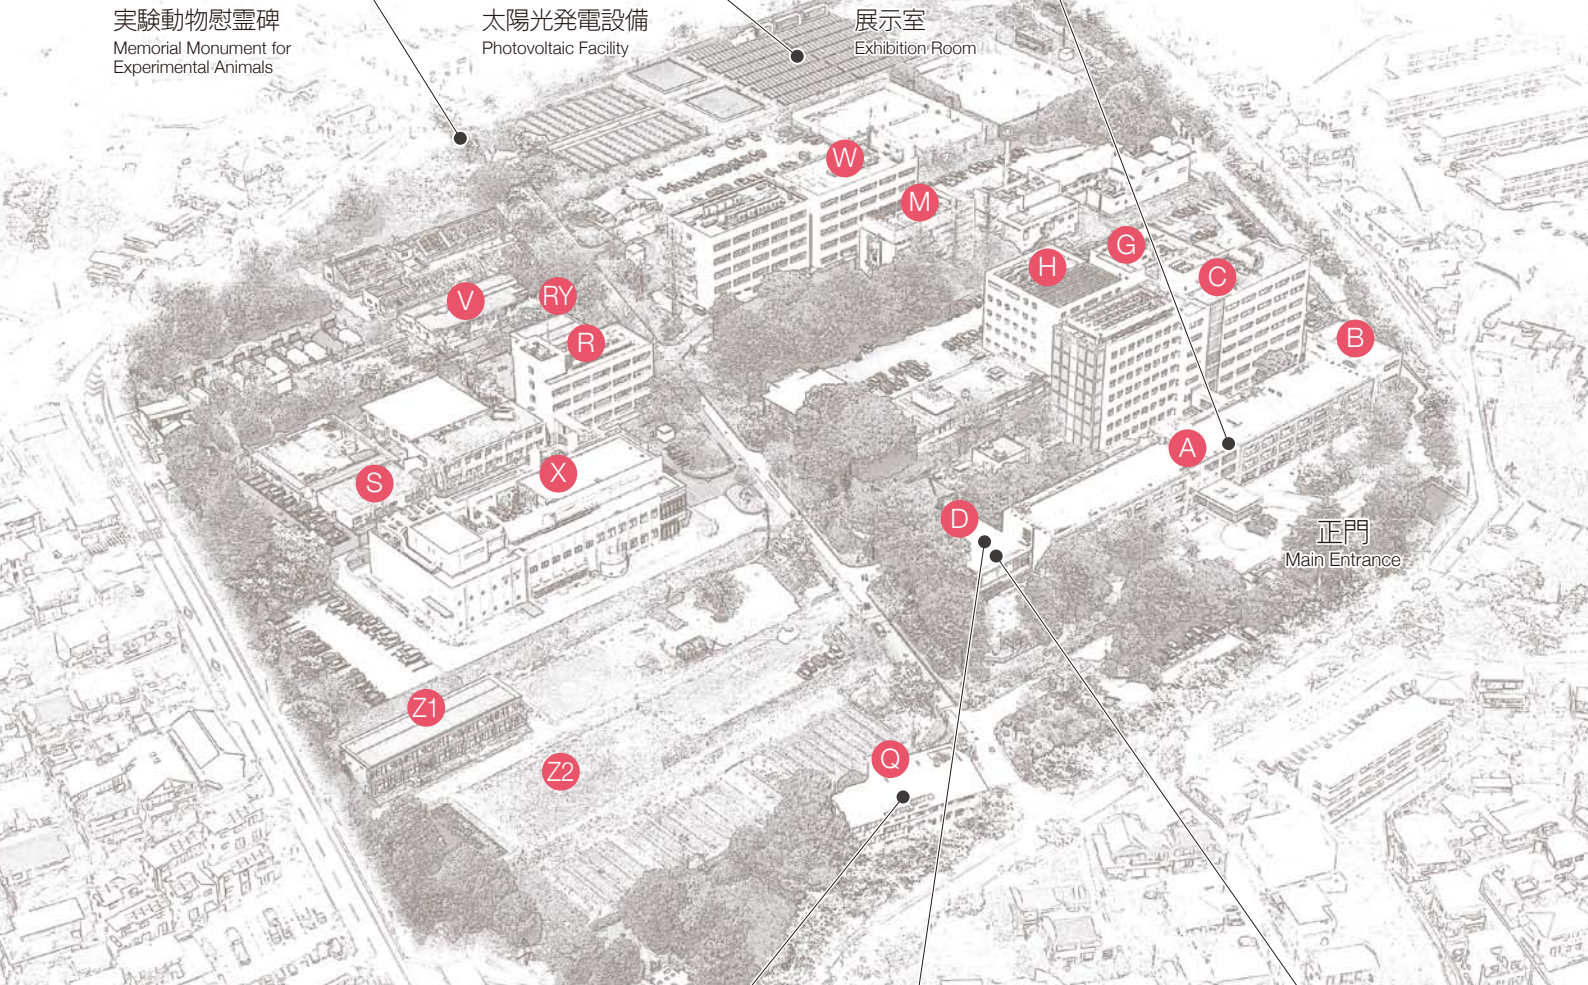 実験動物慰霊碑
Memorial Monument for
Experimental Animals
太陽光発電設備
Photovoltaic Facility
展示室
Exhibition Room
W
M
G
H
C
V
RY
R
B
A
X
S
D
正門
Main Entrance
Z1
Q
Z2